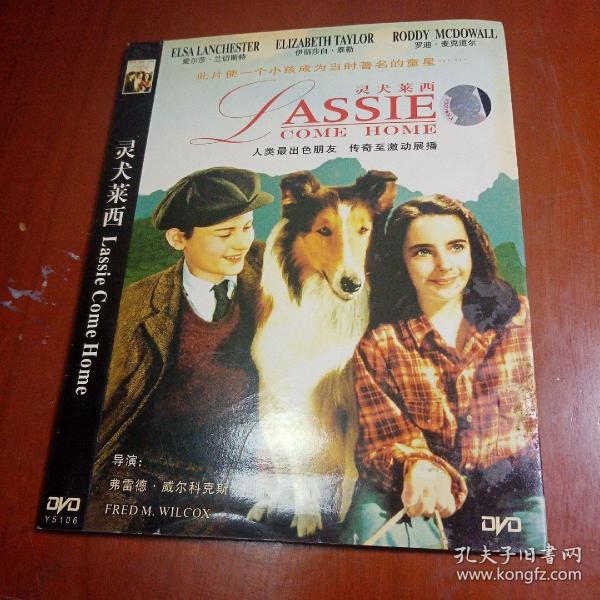 ELSA LANCHESTER ELIZABETH TAYLOR RODDY MCDOWALL
爱尔莎·兰切斯特 伊丽莎白·泰勒 罗迪·麦克道尔
此片使一个小孩成为当时著名的童星……
灵犬莱西
LASSIE
COME HOME
人类最出色朋友 传奇至激动展播
灵犬莱西 Lassie Come Home
导演:
弗雷德·威尔科克斯
FRED M. WILCOX
DVD
Y5106
DVD
孔夫子旧书网
www.kongfz.com